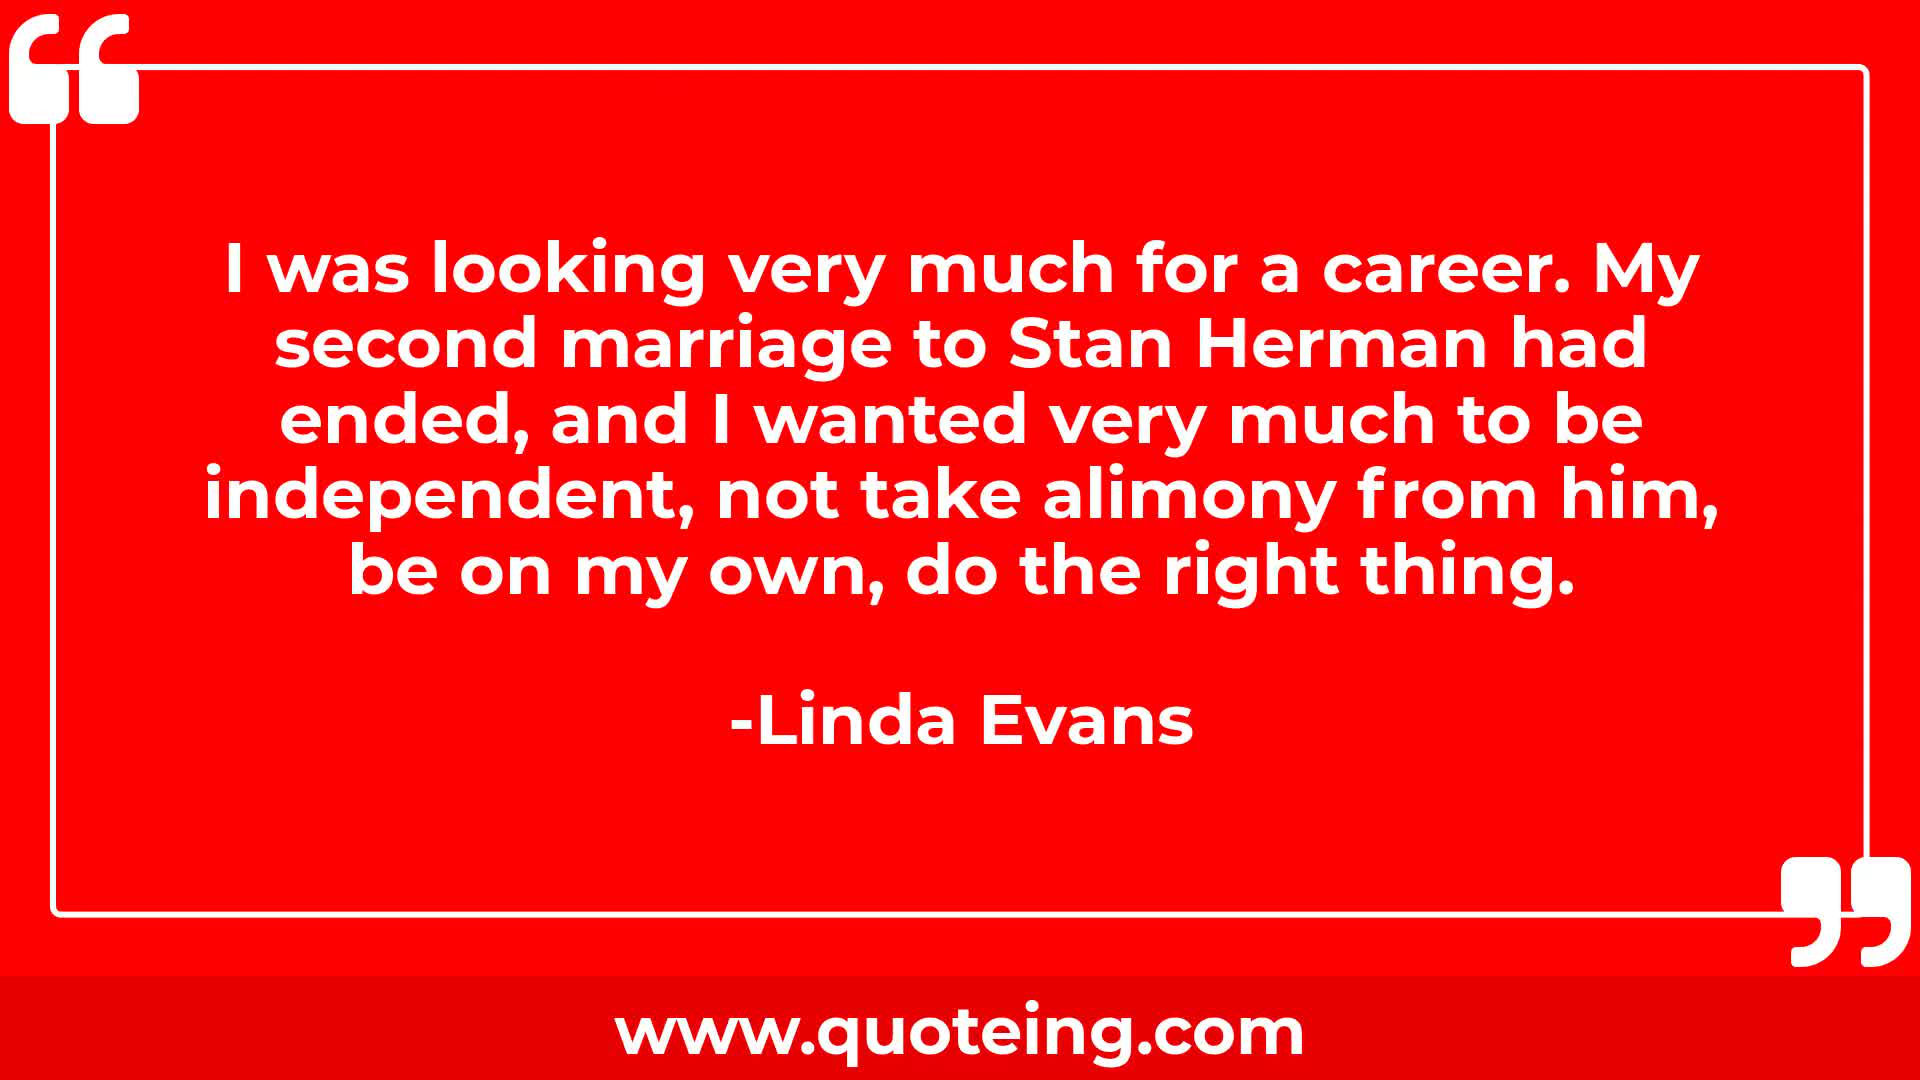 I was looking very much for a career. My
second marriage to Stan Herman had
ended, and I wanted very much to be
independent, not take alimony from him,
be on my own, do the right thing.
-Linda Evans
www.quoteing.com